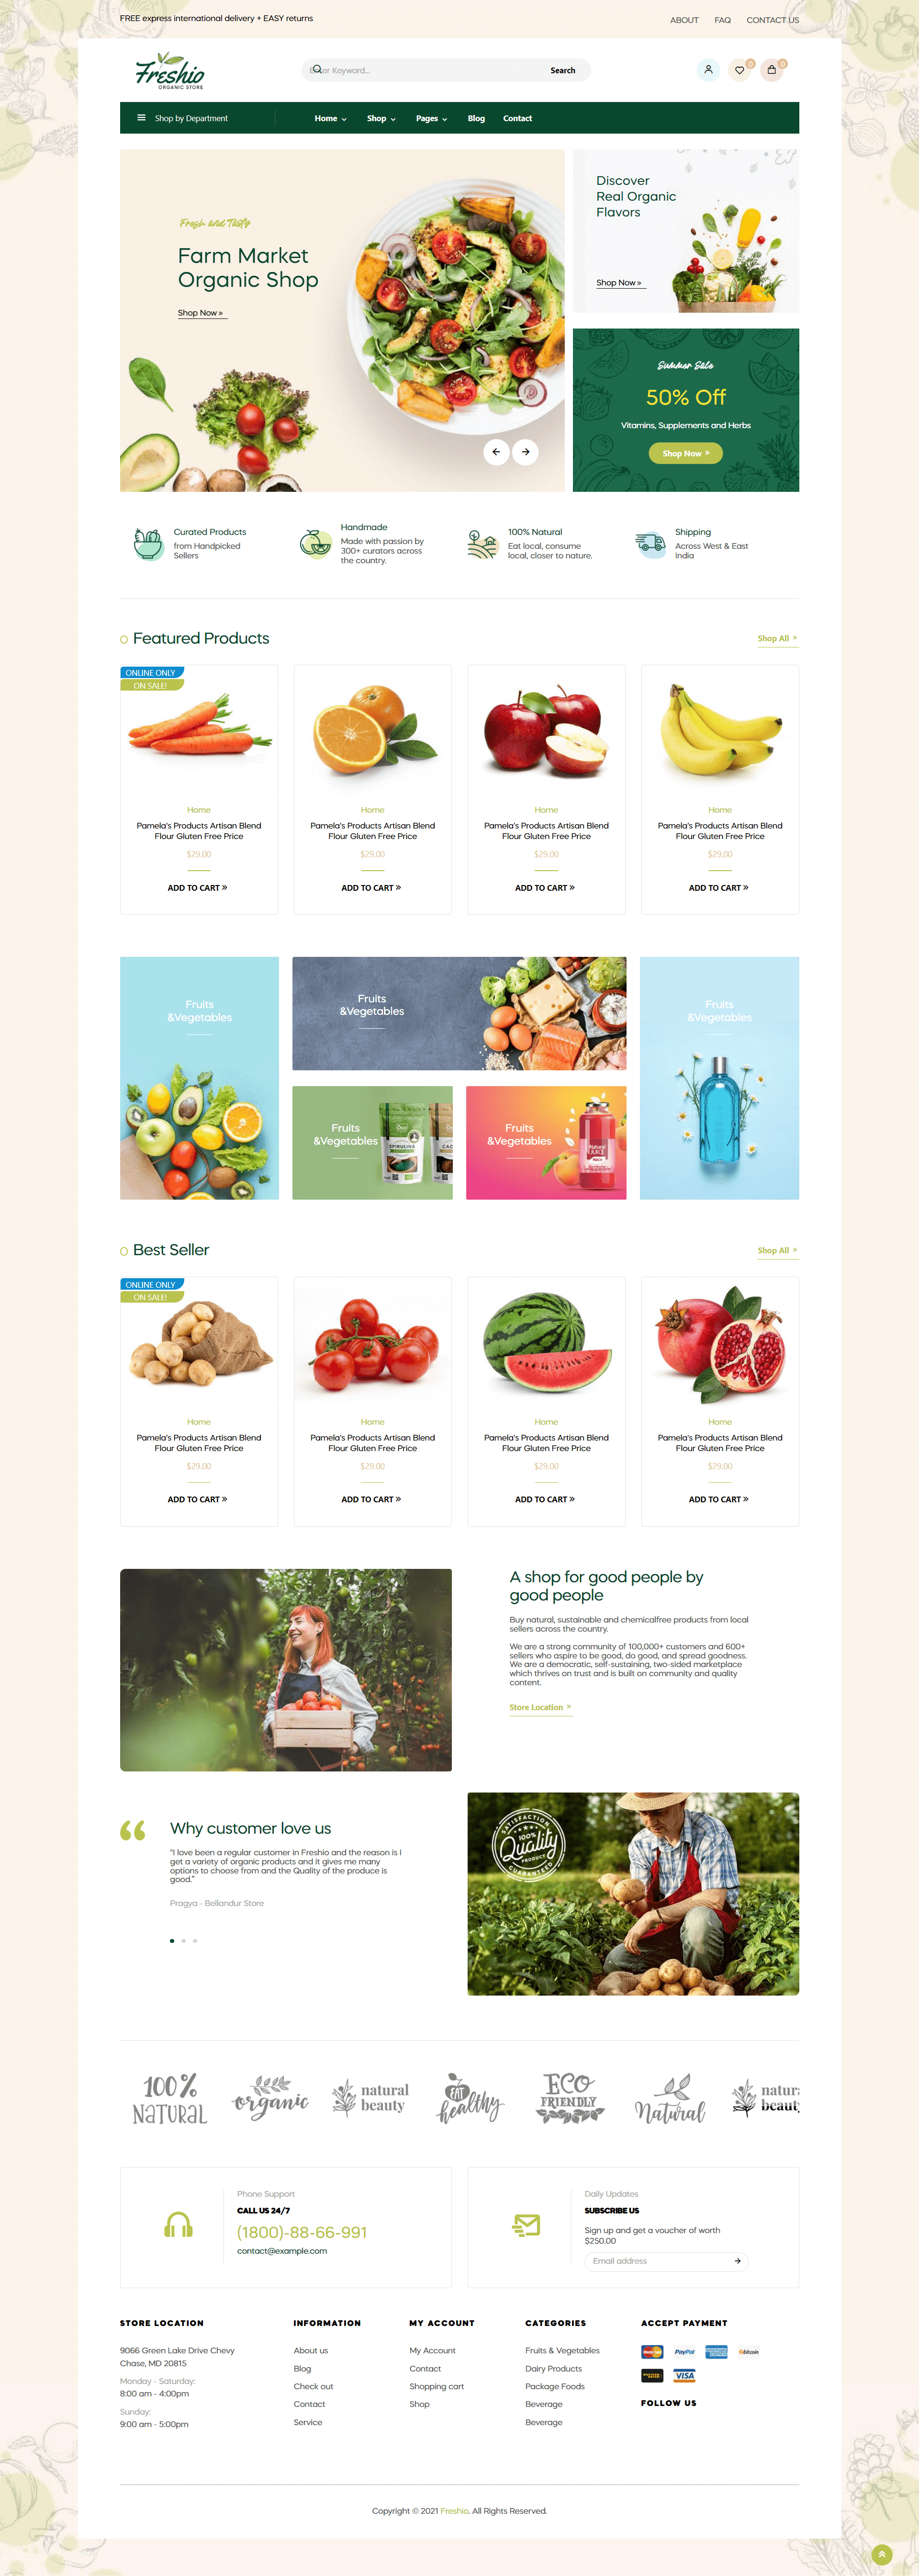 FREE express international delivery + EASY returns
ABOUT FAQ CONTACT US
Freshio
ORGANIC STORE
Enter Keyword...
Search
0
0
Shop by Department
Home
Shop
Pages
Blog
Contact
Fresh and Tasty
Farm Market
Organic Shop
Shop Now »
Discover
Real Organic
Flavors
Shop Now »
Summer Sale
50% Off
Vitamins, Supplements and Herbs
Shop Now »
Curated Products
from Handpicked
Sellers
Handmade
Made with passion by
300+ curators across
the country.
100% Natural
Eat local, consume
local, closer to nature.
Shipping
Across West & East
India
Featured Products
Shop All »
ONLINE ONLY
ON SALE!
Home
Pamela's Products Artisan Blend
Flour Gluten Free Price
$29.00
ADD TO CART »
Home
Pamela's Products Artisan Blend
Flour Gluten Free Price
$29.00
ADD TO CART »
Home
Pamela's Products Artisan Blend
Flour Gluten Free Price
$29.00
ADD TO CART »
Home
Pamela's Products Artisan Blend
Flour Gluten Free Price
$29.00
ADD TO CART »
Fruits
&Vegetables
Fruits
&Vegetables
Fruits
&Vegetables
SPIRULINA
CAC
Fruits
&Vegetables
Natural
JUICE
Fruits
&Vegetables
Best Seller
Shop All »
ONLINE ONLY
ON SALE!
Home
Pamela's Products Artisan Blend
Flour Gluten Free Price
$29.00
ADD TO CART »
Home
Pamela's Products Artisan Blend
Flour Gluten Free Price
$29.00
ADD TO CART »
Home
Pamela's Products Artisan Blend
Flour Gluten Free Price
$29.00
ADD TO CART »
Home
Pamela's Products Artisan Blend
Flour Gluten Free Price
$29.00
ADD TO CART »
A shop for good people by
good people
Buy natural, sustainable and chemicalfree products from local
sellers across the country.
We are a strong community of 100,000+ customers and 600+
sellers who aspire to be good, do good, and spread goodness.
We are a democratic, self-sustaining, two-sided marketplace
which thrives on trust and is built on community and quality
content.
Store Location »
Why customer love us
"I love been a regular customer in Freshio and the reason is I
get a variety of organic products and it gives me many
options to choose from and the Quality of the produce is
good."
Pragya - Bellandur Store
SATISFACTION
100%
Quality
PRODUCT
GUARANTEED
100%
NATURAL
organic
natural
beauty
EAT
healthy
ECO
FRIENDLY
Natural
natura
beauty
Phone Support
CALL US 24/7
(1800)-88-66-991
contact@example.com
Daily Updates
SUBSCRIBE US
Sign up and get a voucher of worth
$250.00
Email address
STORE LOCATION
9066 Green Lake Drive Chevy
Chase, MD 20815
Monday - Saturday:
8:00 am - 4:00pm
Sunday:
9:00 am - 5:00pm
INFORMATION
About us
Blog
Check out
Contact
Service
MY ACCOUNT
My Account
Contact
Shopping cart
Shop
CATEGORIES
Fruits & Vegetables
Dairy Products
Package Foods
Beverage
Beverage
ACCEPT PAYMENT
PayPal
bitcoin
VISA
FOLLOW US
Copyright © 2021 Freshio. All Rights Reserved.